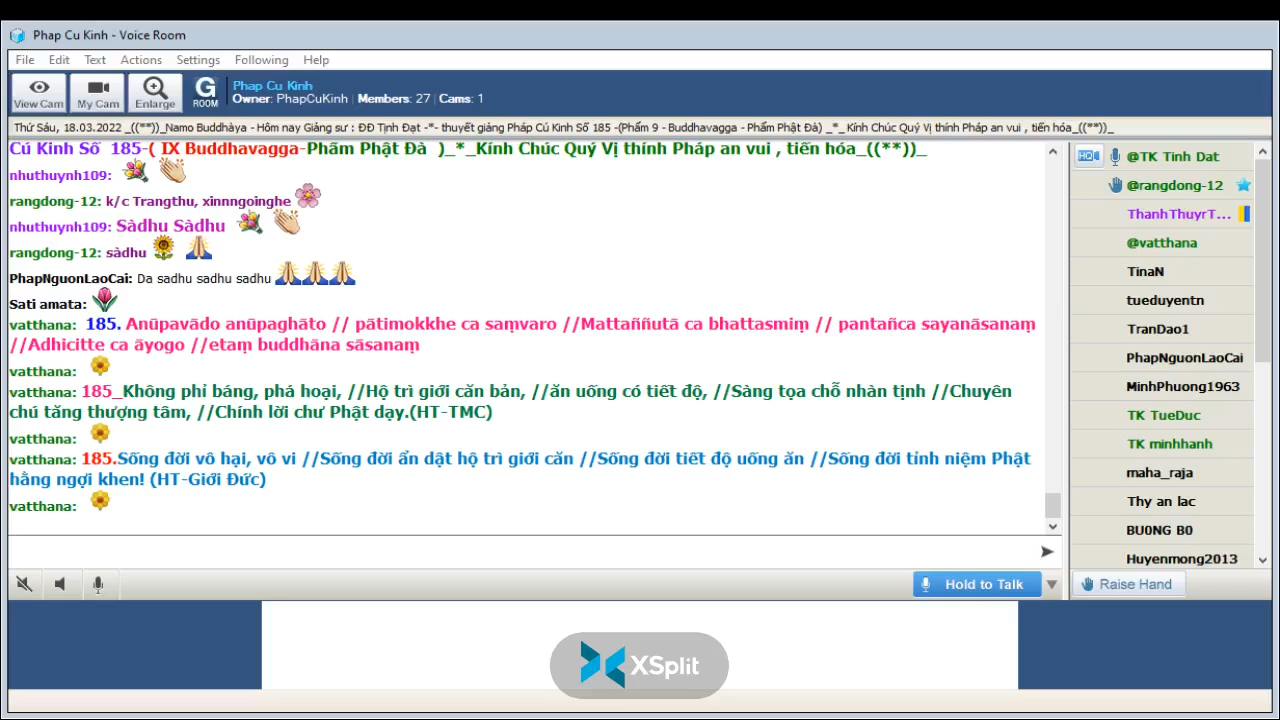 Phap Cu Kinh - Voice Room
File Edit Text Actions Settings Following Help
View Cam My Cam Enlarge G ROOM
Phap Cu Kinh
Owner: PhapCuKinh | Members: 27 | Cams: 1
Thứ Sáu, 18.03.2022 _((**))_Namo Buddhàya - Hôm nay Giảng sư : ĐĐ Tịnh Đạt -*- thuyết giảng Pháp Cú Kinh Số 185 -(Phẩm 9 - Buddhavagga - Phẩm Phật Đà) _*_ Kính Chúc Quý Vị thính Pháp an vui , tiến hóa_((**))_
Cú Kinh Số 185-( IX Buddhavagga-Phẩm Phật Đà )_*_Kính Chúc Quý Vị thính Pháp an vui , tiến hóa_((**))_
nhuthuynh109:
rangdong-12: k/c Trangthu, xinnngoinghe
nhuthuynh109: Sàdhu Sàdhu
rangdong-12: sàdhu
PhapNguonLaoCai: Da sadhu sadhu sadhu
Sati amata:
vatthana: 185. Anūpavādo anūpaghāto // pātimokkhe ca saṃvaro //Mattaññutā ca bhattasmiṃ // pantañca sayanāsanaṃ
//Adhicitte ca āyogo //etaṃ buddhāna sāsanaṃ
vatthana:
vatthana: 185_Không phỉ báng, phá hoại, //Hộ trì giới căn bản, //ăn uống có tiết độ, //Sàng tọa chỗ nhàn tịnh //Chuyên
chú tăng thượng tâm, //Chính lời chư Phật dạy.(HT-TMC)
vatthana:
vatthana: 185.Sống đời vô hại, vô vi //Sống đời ẩn dật hộ trì giới căn //Sống đời tiết độ uống ăn //Sống đời tỉnh niệm Phật
hằng ngợi khen! (HT-Giới Đức)
vatthana:
HQ @TK Tinh Dat
@rangdong-12
ThanhThuyrT...
@vatthana
TinaN
tueduyentn
TranDao1
PhapNguonLaoCai
MinhPhuong1963
TK TueDuc
TK minhhanh
maha_raja
Thy an lac
BU0NG B0
Huyenmong2013
Hold to Talk
Raise Hand
XSplit